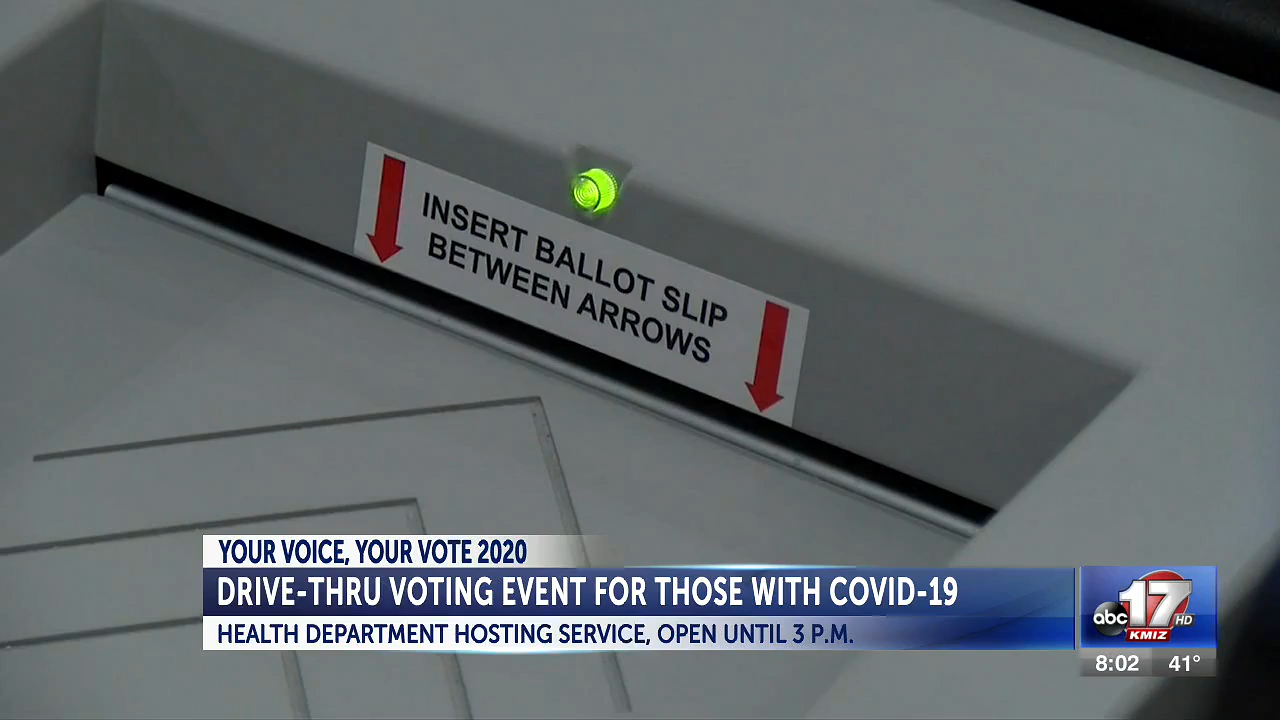 INSERT BALLOT SLIP
BETWEEN ARROWS
YOUR VOICE, YOUR VOTE 2020
DRIVE-THRU VOTING EVENT FOR THOSE WITH COVID-19
HEALTH DEPARTMENT HOSTING SERVICE, OPEN UNTIL 3 P.M.
abc 17 HD
KMIZ
8:02 41°